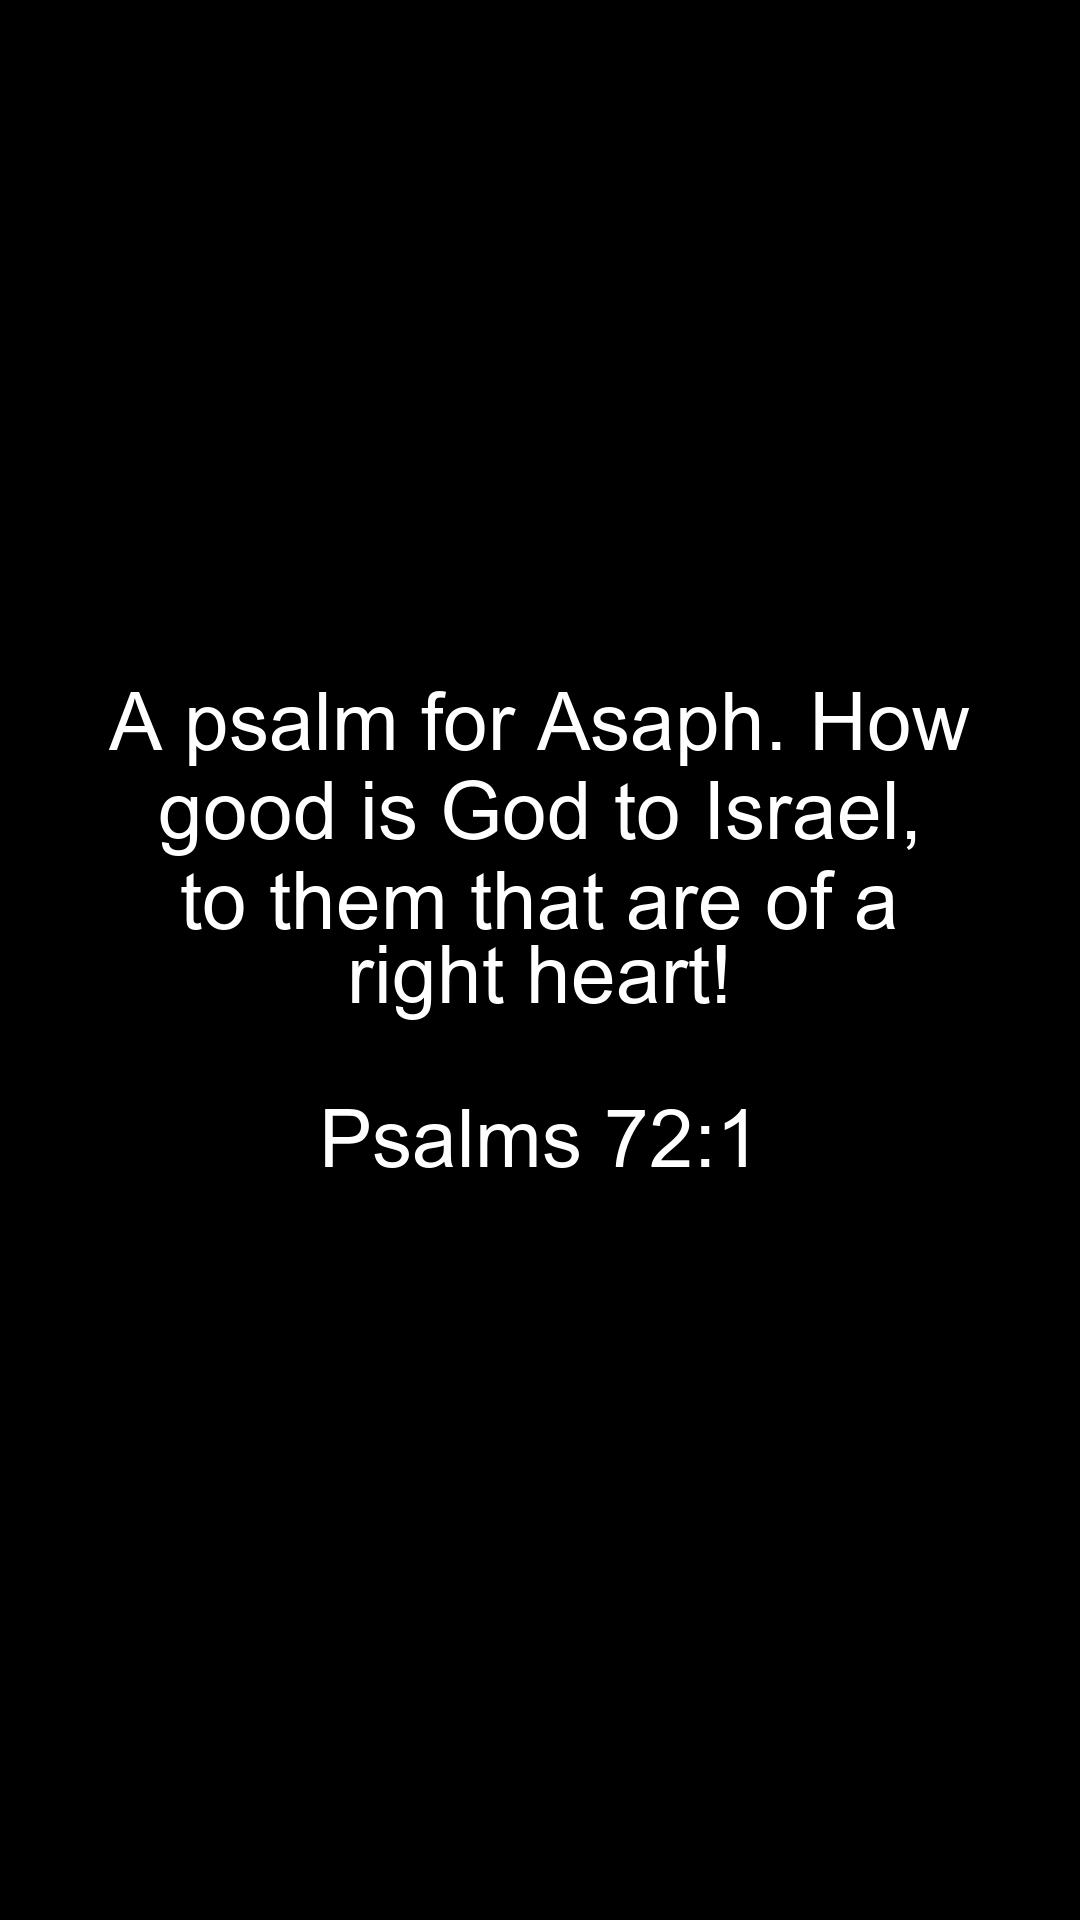 A psalm for Asaph. How
good is God to Israel,
to them that are of a
right heart!
Psalms 72:1